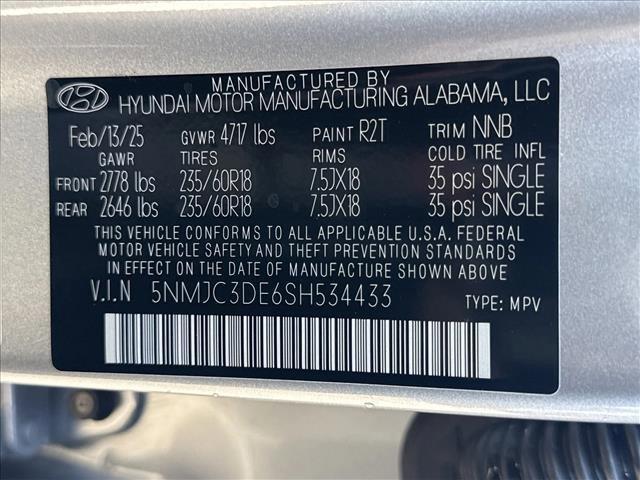 MANUFACTURED BY
HYUNDAI MOTOR MANUFACTURING ALABAMA, LLC
Feb/13/25 GVWR 4717 lbs PAINT R2T TRIM NNB
GAWR TIRES RIMS COLD TIRE INFL
FRONT 2778 lbs 235/60R18 7.5JX18 35 psi SINGLE
REAR 2646 lbs 235/60R18 7.5JX18 35 psi SINGLE
THIS VEHICLE CONFORMS TO ALL APPLICABLE U.S.A. FEDERAL
MOTOR VEHICLE SAFETY AND THEFT PREVENTION STANDARDS
IN EFFECT ON THE DATE OF MANUFACTURE SHOWN ABOVE
V.I.N 5NMJC3DE6SH534433 TYPE: MPV